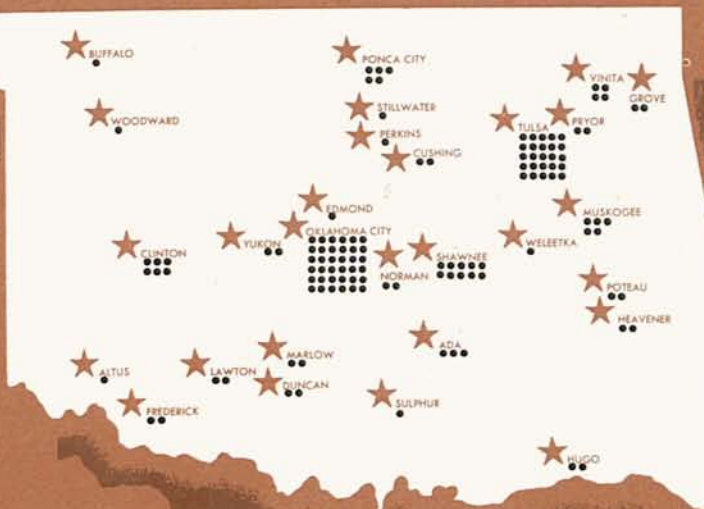 BUFFALO
PONCA CITY
VINITA
GROVE
WOODWARD
STILLWATER
TULSA
PRYOR
PERKINS
CUSHING
EDMOND
MUSKOGEE
OKLAHOMA CITY
YUKON
CLINTON
NORMAN
SHAWNEE
WELEETKA
POTEAU
HEAVENER
ADA
MARLOW
ALTUS
LAWTON
DUNCAN
FREDERICK
SULPHUR
HUGO